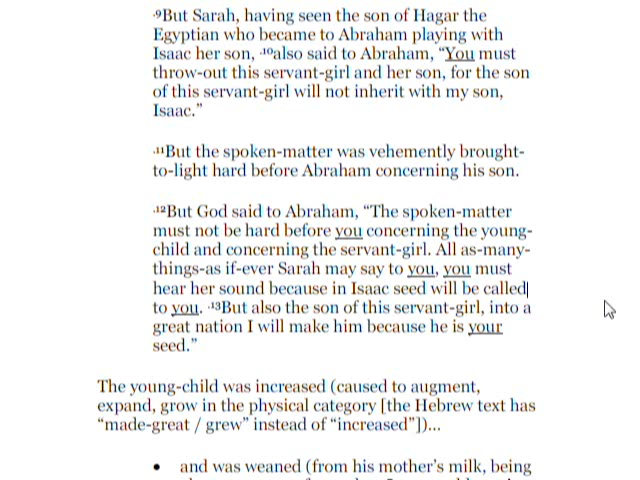 .9But Sarah, having seen the son of Hagar the
Egyptian who became to Abraham playing with
Isaac her son, .10also said to Abraham, “You must
throw-out this servant-girl and her son, for the son
of this servant-girl will not inherit with my son,
Isaac.”
.11But the spoken-matter was vehemently brought-
to-light hard before Abraham concerning his son.
.12But God said to Abraham, “The spoken-matter
must not be hard before you concerning the young-
child and concerning the servant-girl. All as-many-
things-as if-ever Sarah may say to you, you must
hear her sound because in Isaac seed will be called
to you. .13But also the son of this servant-girl, into a
great nation I will make him because he is your
seed.”
The young-child was increased (caused to augment,
expand, grow in the physical category [the Hebrew text has
“made-great / grew” instead of “increased”])...
• and was weaned (from his mother’s milk, being